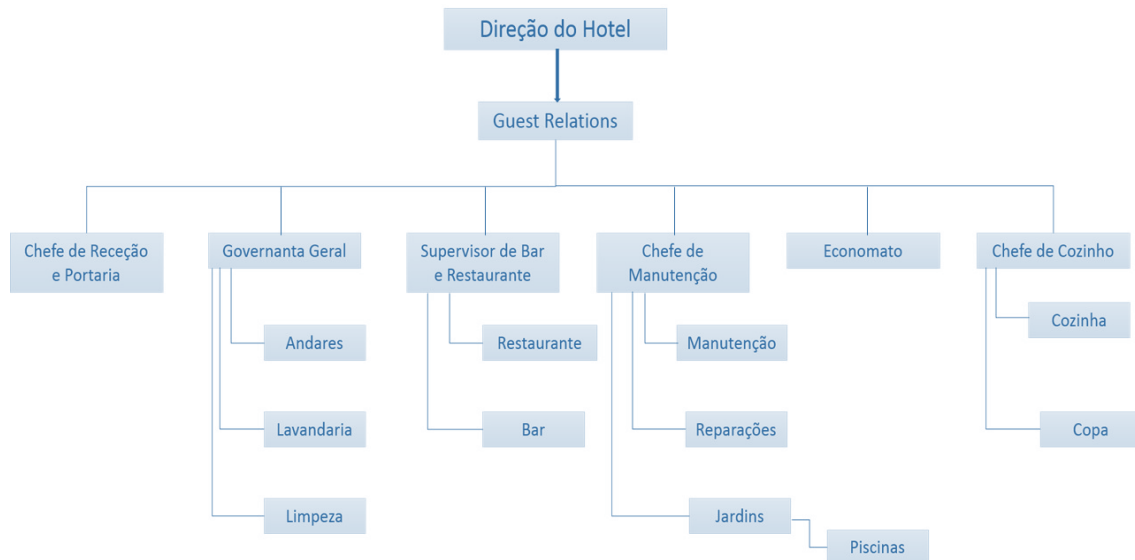 Direção do Hotel
Guest Relations
Chefe de Receção
e Portaria
Governanta Geral
Supervisor de Bar
e Restaurante
Chefe de
Manutenção
Economato
Chefe de Cozinho
Andares
Lavandaria
Limpeza
Restaurante
Bar
Manutenção
Reparações
Jardins
Piscinas
Cozinha
Copa